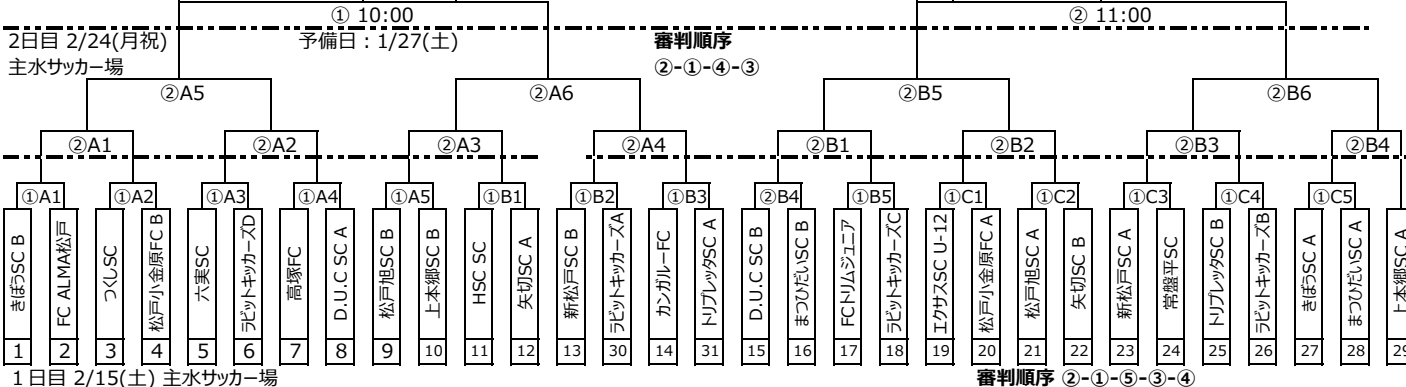 ① 10:00 ② 11:00
2日目 2/24(月祝) 予備日：1/27(土) 審判順序
主水サッカー場 ②-①-④-③
②A5 ②A6 ②B5 ②B6
②A1 ②A2 ②A3 ②A4 ②B1 ②B2 ②B3 ②B4
①A1 ①A2 ①A3 ①A4 ①A5 ①B1 ①B2 ①B3 ②B4 ①B5 ①C1 ①C2 ①C3 ①C4 ①C5
きぼうSC B
FC ALMA松戸
つくしSC
松戸小金原FC B
六実SC
ラビットキッカーズD
高塚FC
D.U.C SC A
松戸旭SC B
上本郷SC B
HSC SC
矢切SC A
新松戸SC B
ラビットキッカーズA
カンガルーFC
トリプレッタSC A
D.U.C SC B
まつひだいSC B
FCトリムジュニア
ラビットキッカーズC
エクサスSC U-12
松戸小金原FC A
松戸旭SC A
矢切SC B
新松戸SC A
常盤平SC
トリプレッタSC B
ラビットキッカーズB
きぼうSC A
まつひだいSC A
上本郷SC A
1 2 3 4 5 6 7 8 9 10 11 12 13 30 14 31 15 16 17 18 19 20 21 22 23 24 25 26 27 28 29
１日目 2/15(土) 主水サッカー場 審判順序 ②-①-⑤-③-④